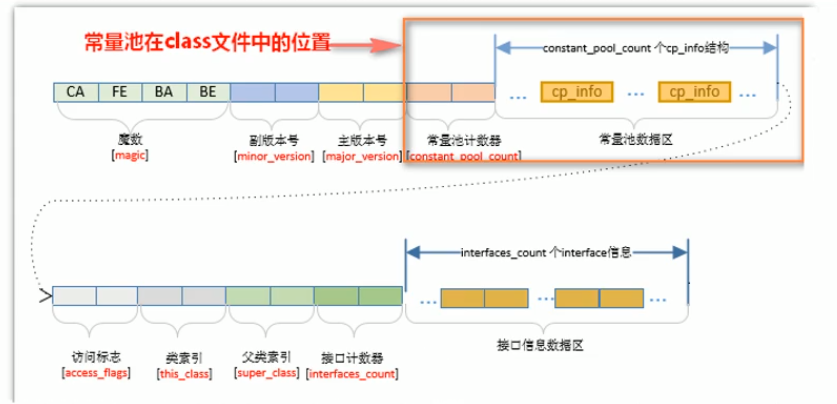 常量池在class文件中的位置
constant_pool_count 个cp_info结构
CA FE BA BE
... cp_info ... cp_info ...
魔数 副版本号 主版本号 常量池计数器 常量池数据区
[magic] [minor_version] [major_version] [constant_pool_count]
interfaces_count 个interface信息
... ... ...
访问标志 类索引 父类索引 接口计数器 接口信息数据区
[access_flags] [this_class] [super_class] [interfaces_count]